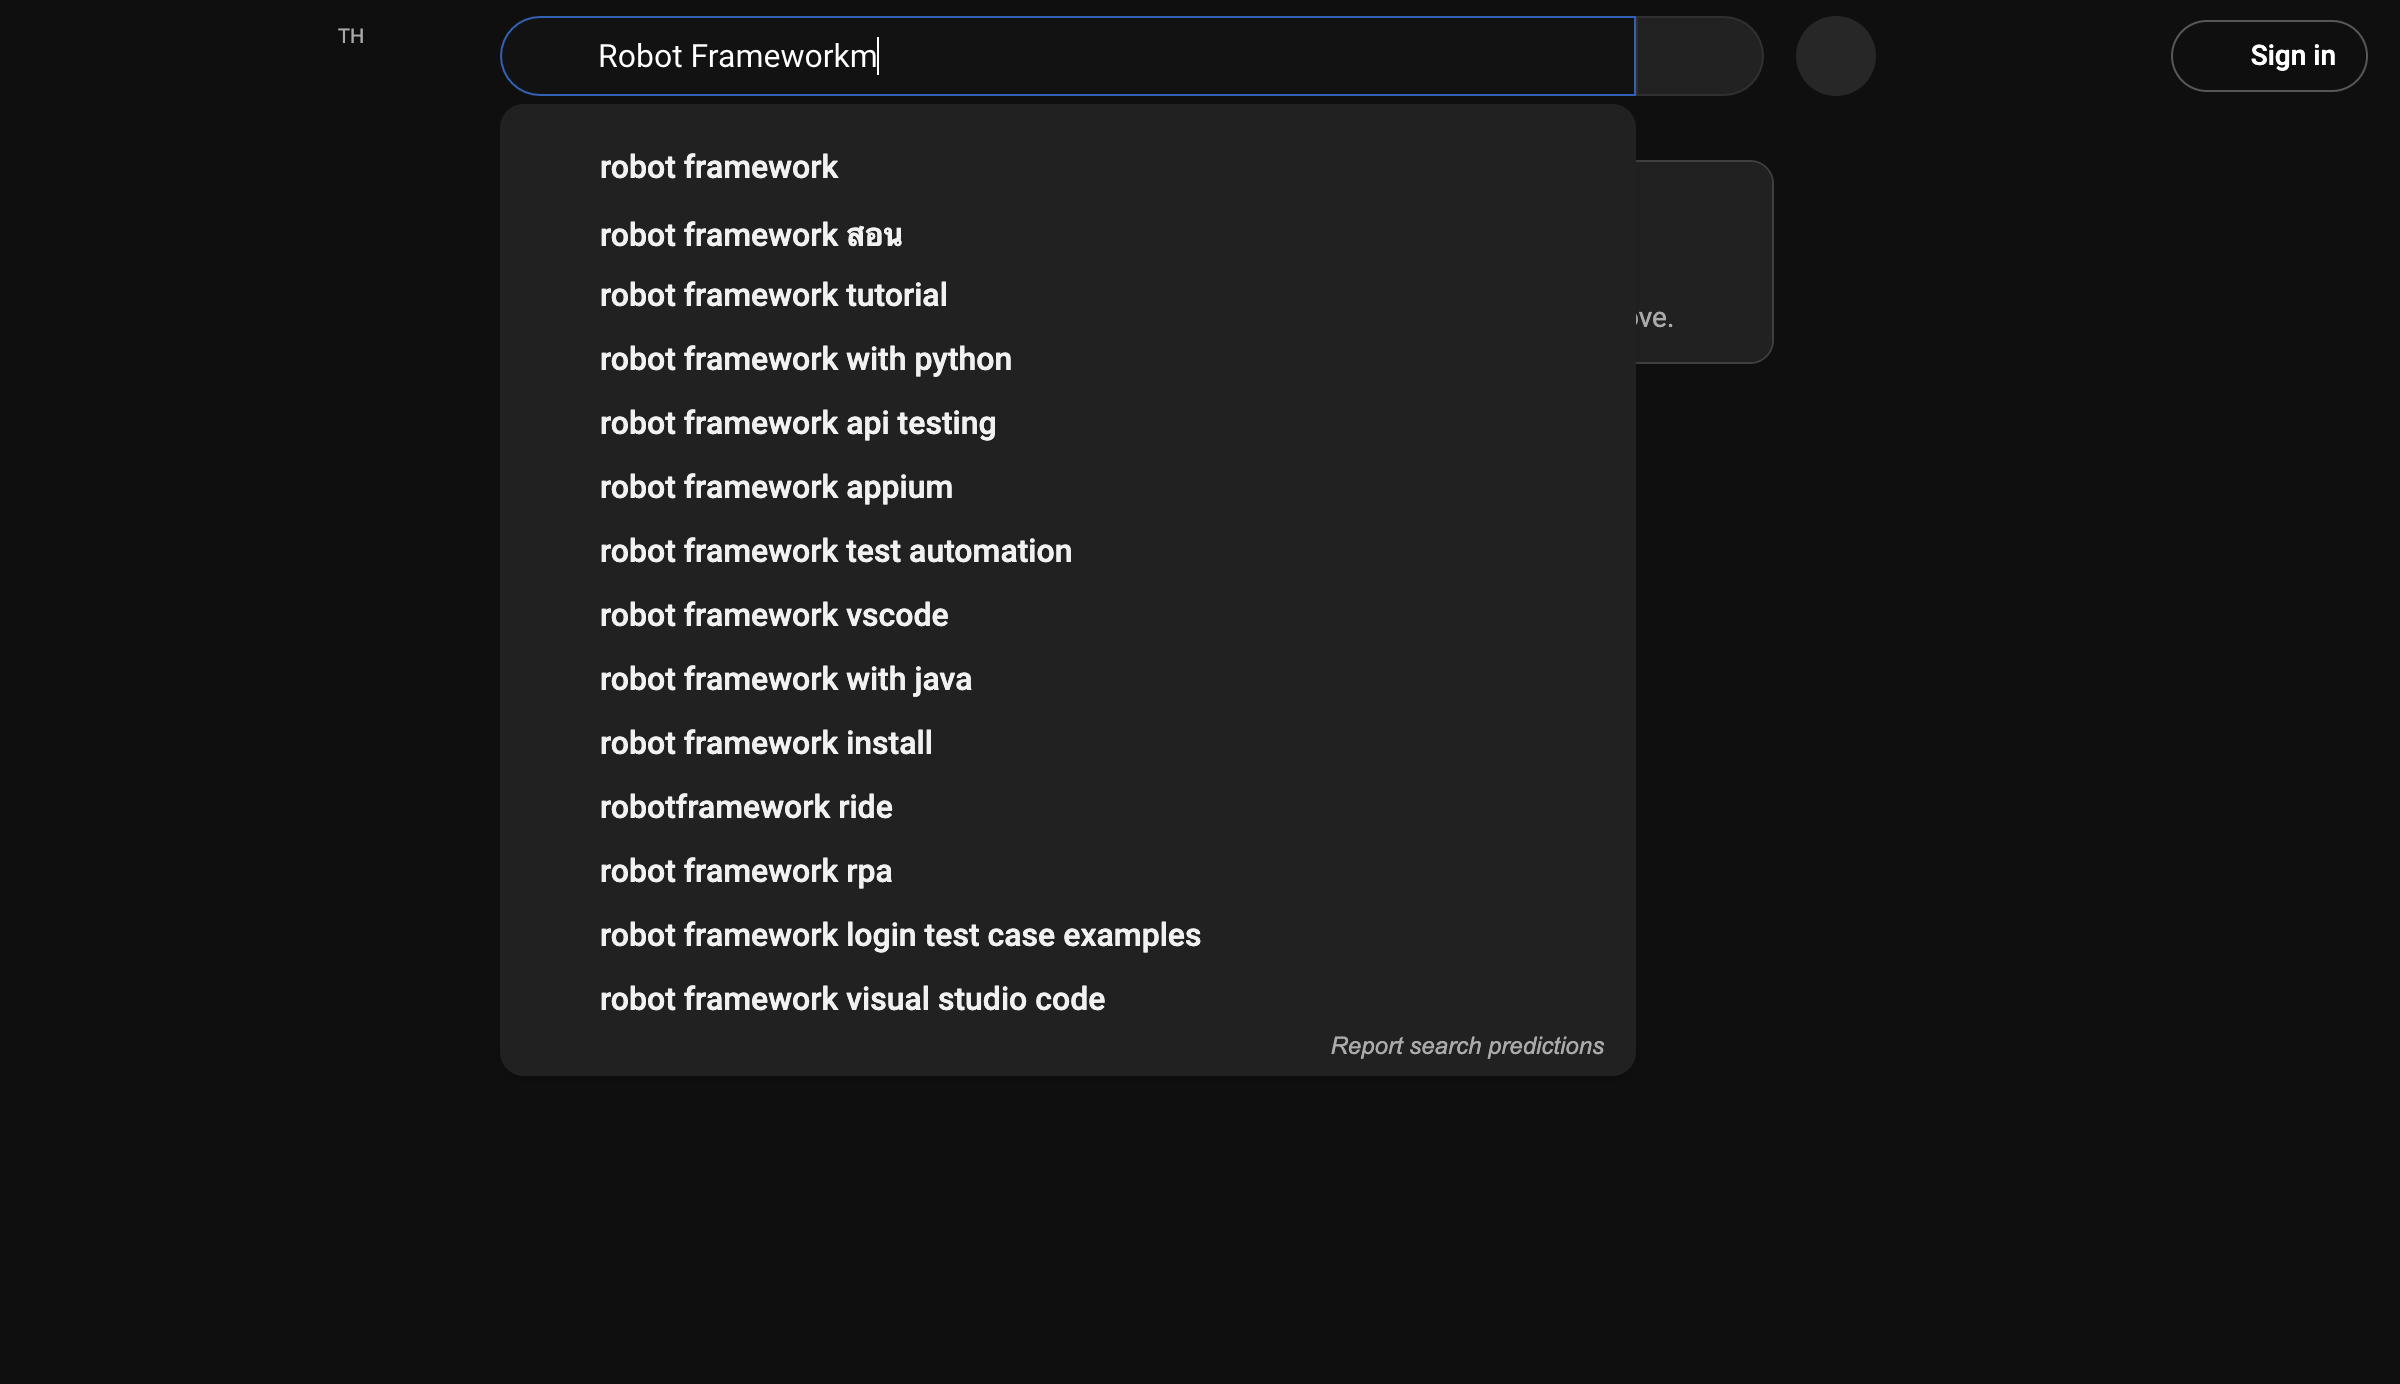 TH
Robot Frameworkm
Sign in
robot framework
robot framework สอน
robot framework tutorial
ve.
robot framework with python
robot framework api testing
robot framework appium
robot framework test automation
robot framework vscode
robot framework with java
robot framework install
robotframework ride
robot framework rpa
robot framework login test case examples
robot framework visual studio code
Report search predictions